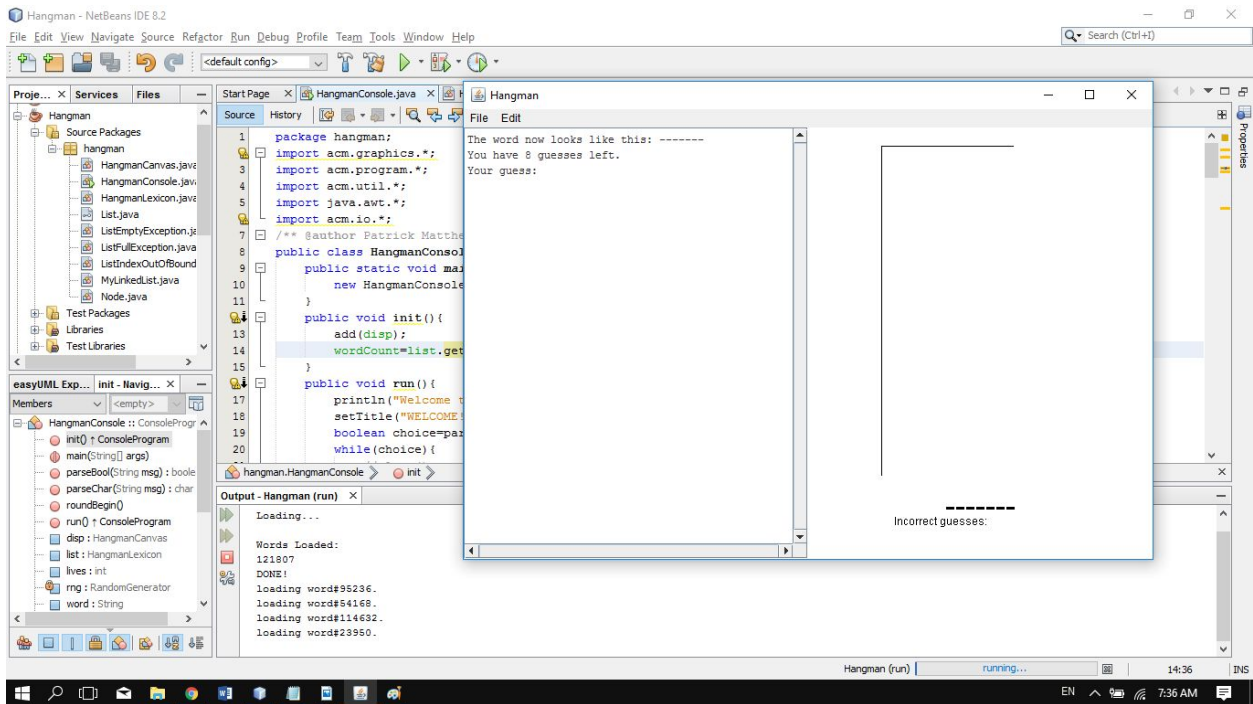 Hangman - NetBeans IDE 8.2
File Edit View Navigate Source Refactor Run Debug Profile Team Tools Window Help
Search (Ctrl+I)
<default config>
Proje... Services Files
Hangman
Source Packages
hangman
HangmanCanvas.java
HangmanConsole.java
HangmanLexicon.java
List.java
ListEmptyException.ja
ListFullException.java
ListIndexOutOfBound
MyLinkedList.java
Node.java
Test Packages
Libraries
Test Libraries
easyUML Exp... init - Navig...
Members <empty>
HangmanConsole :: ConsoleProgr
init() ↑ ConsoleProgram
main(String[] args)
parseBool(String msg) : boole
parseChar(String msg) : char
roundBegin()
run() ↑ ConsoleProgram
disp : HangmanCanvas
list : HangmanLexicon
lives : int
rng : RandomGenerator
word : String
Start Page HangmanConsole.java
Source History
1 package hangman;
import acm.graphics.*;
3 import acm.program.*;
4 import acm.util.*;
5 import java.awt.*;
import acm.io.*;
7 /** @author Patrick Matthe
8 public class HangmanConsol
9 public static void mai
10 new HangmanConsole
11 }
public void init(){
13 add(disp);
14 wordCount=list.get
15 }
public void run(){
17 println("Welcome t
18 setTitle("WELCOME!
19 boolean choice=par
20 while(choice){
hangman.HangmanConsole init
Output - Hangman (run)
Loading...
Words Loaded:
121807
DONE!
loading word#95236.
loading word#54168.
loading word#114632.
loading word#23950.
Hangman
File Edit
The word now looks like this: -------
You have 8 guesses left.
Your guess:
-------
Incorrect guesses:
Properties
Hangman (run) running... 14:36 INS
EN 7:36 AM